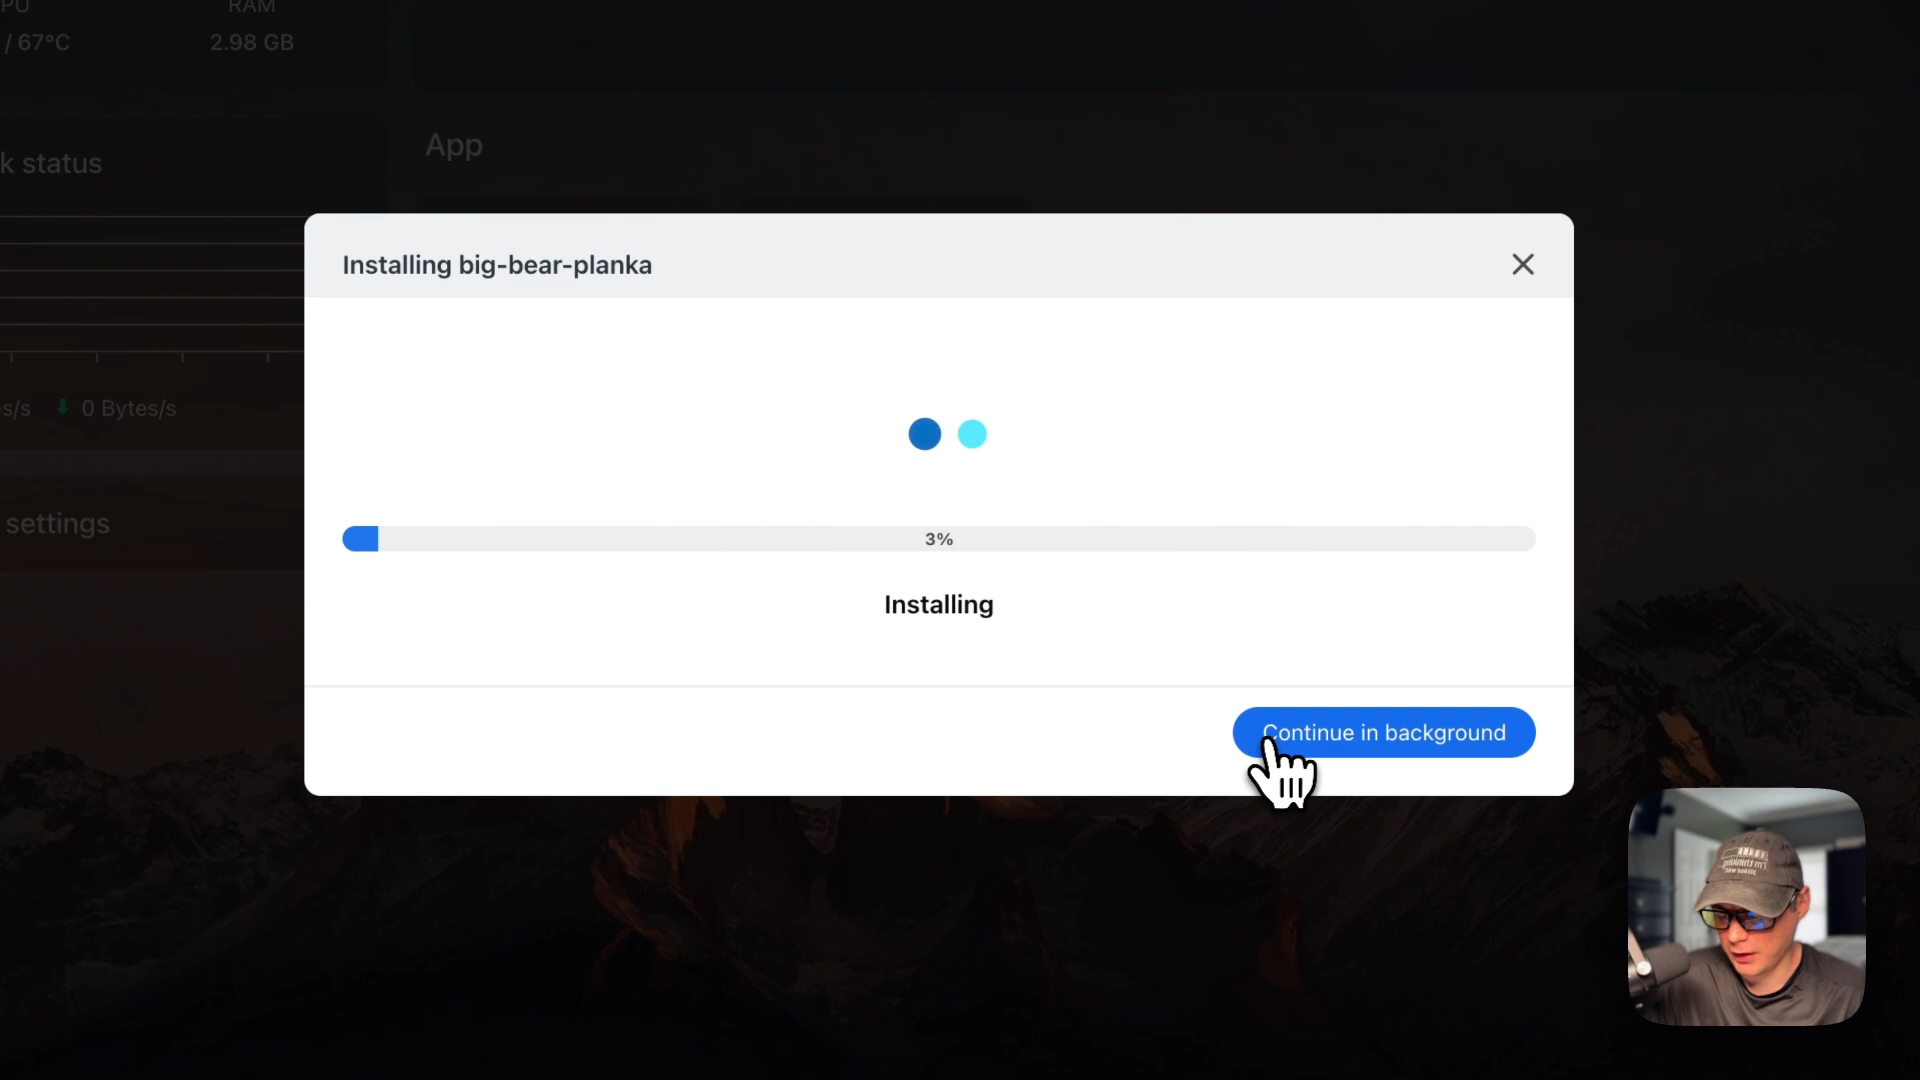 PU RAM
/ 67°C 2.98 GB
k status App
Installing big-bear-planka
s/s 0 Bytes/s
3%
settings
Installing
Continue in background